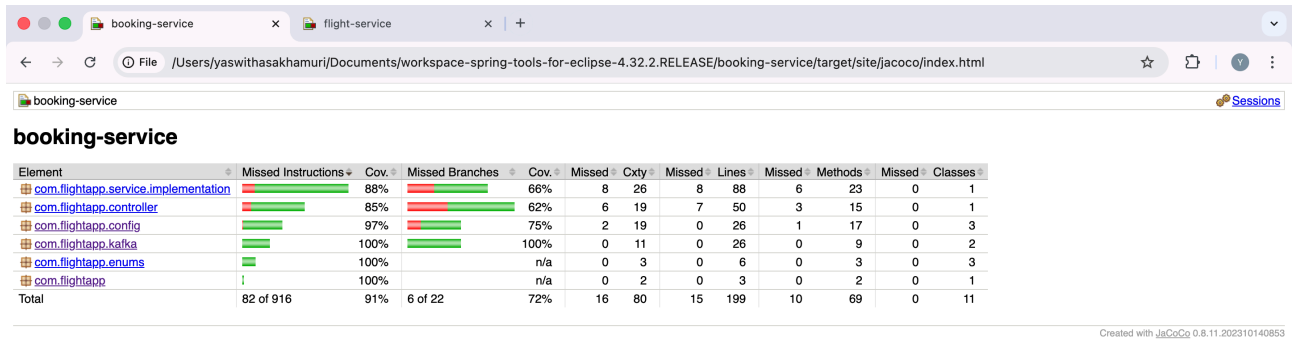 booking-service
flight-service
File /Users/yaswithasakhamuri/Documents/workspace-spring-tools-for-eclipse-4.32.2.RELEASE/booking-service/target/site/jacoco/index.html
Y
booking-service Sessions
booking-service
Element Missed Instructions Cov. Missed Branches Cov. Missed Cxty Missed Lines Missed Methods Missed Classes
com.flightapp.service.implementation 88% 66% 8 26 8 88 6 23 0 1
com.flightapp.controller 85% 62% 6 19 7 50 3 15 0 1
com.flightapp.config 97% 75% 2 19 0 26 1 17 0 3
com.flightapp.kafka 100% 100% 0 11 0 26 0 9 0 2
com.flightapp.enums 100% n/a 0 3 0 6 0 3 0 3
com.flightapp 100% n/a 0 2 0 3 0 2 0 1
Total 82 of 916 91% 6 of 22 72% 16 80 15 199 10 69 0 11
Created with JaCoCo 0.8.11.202310140853